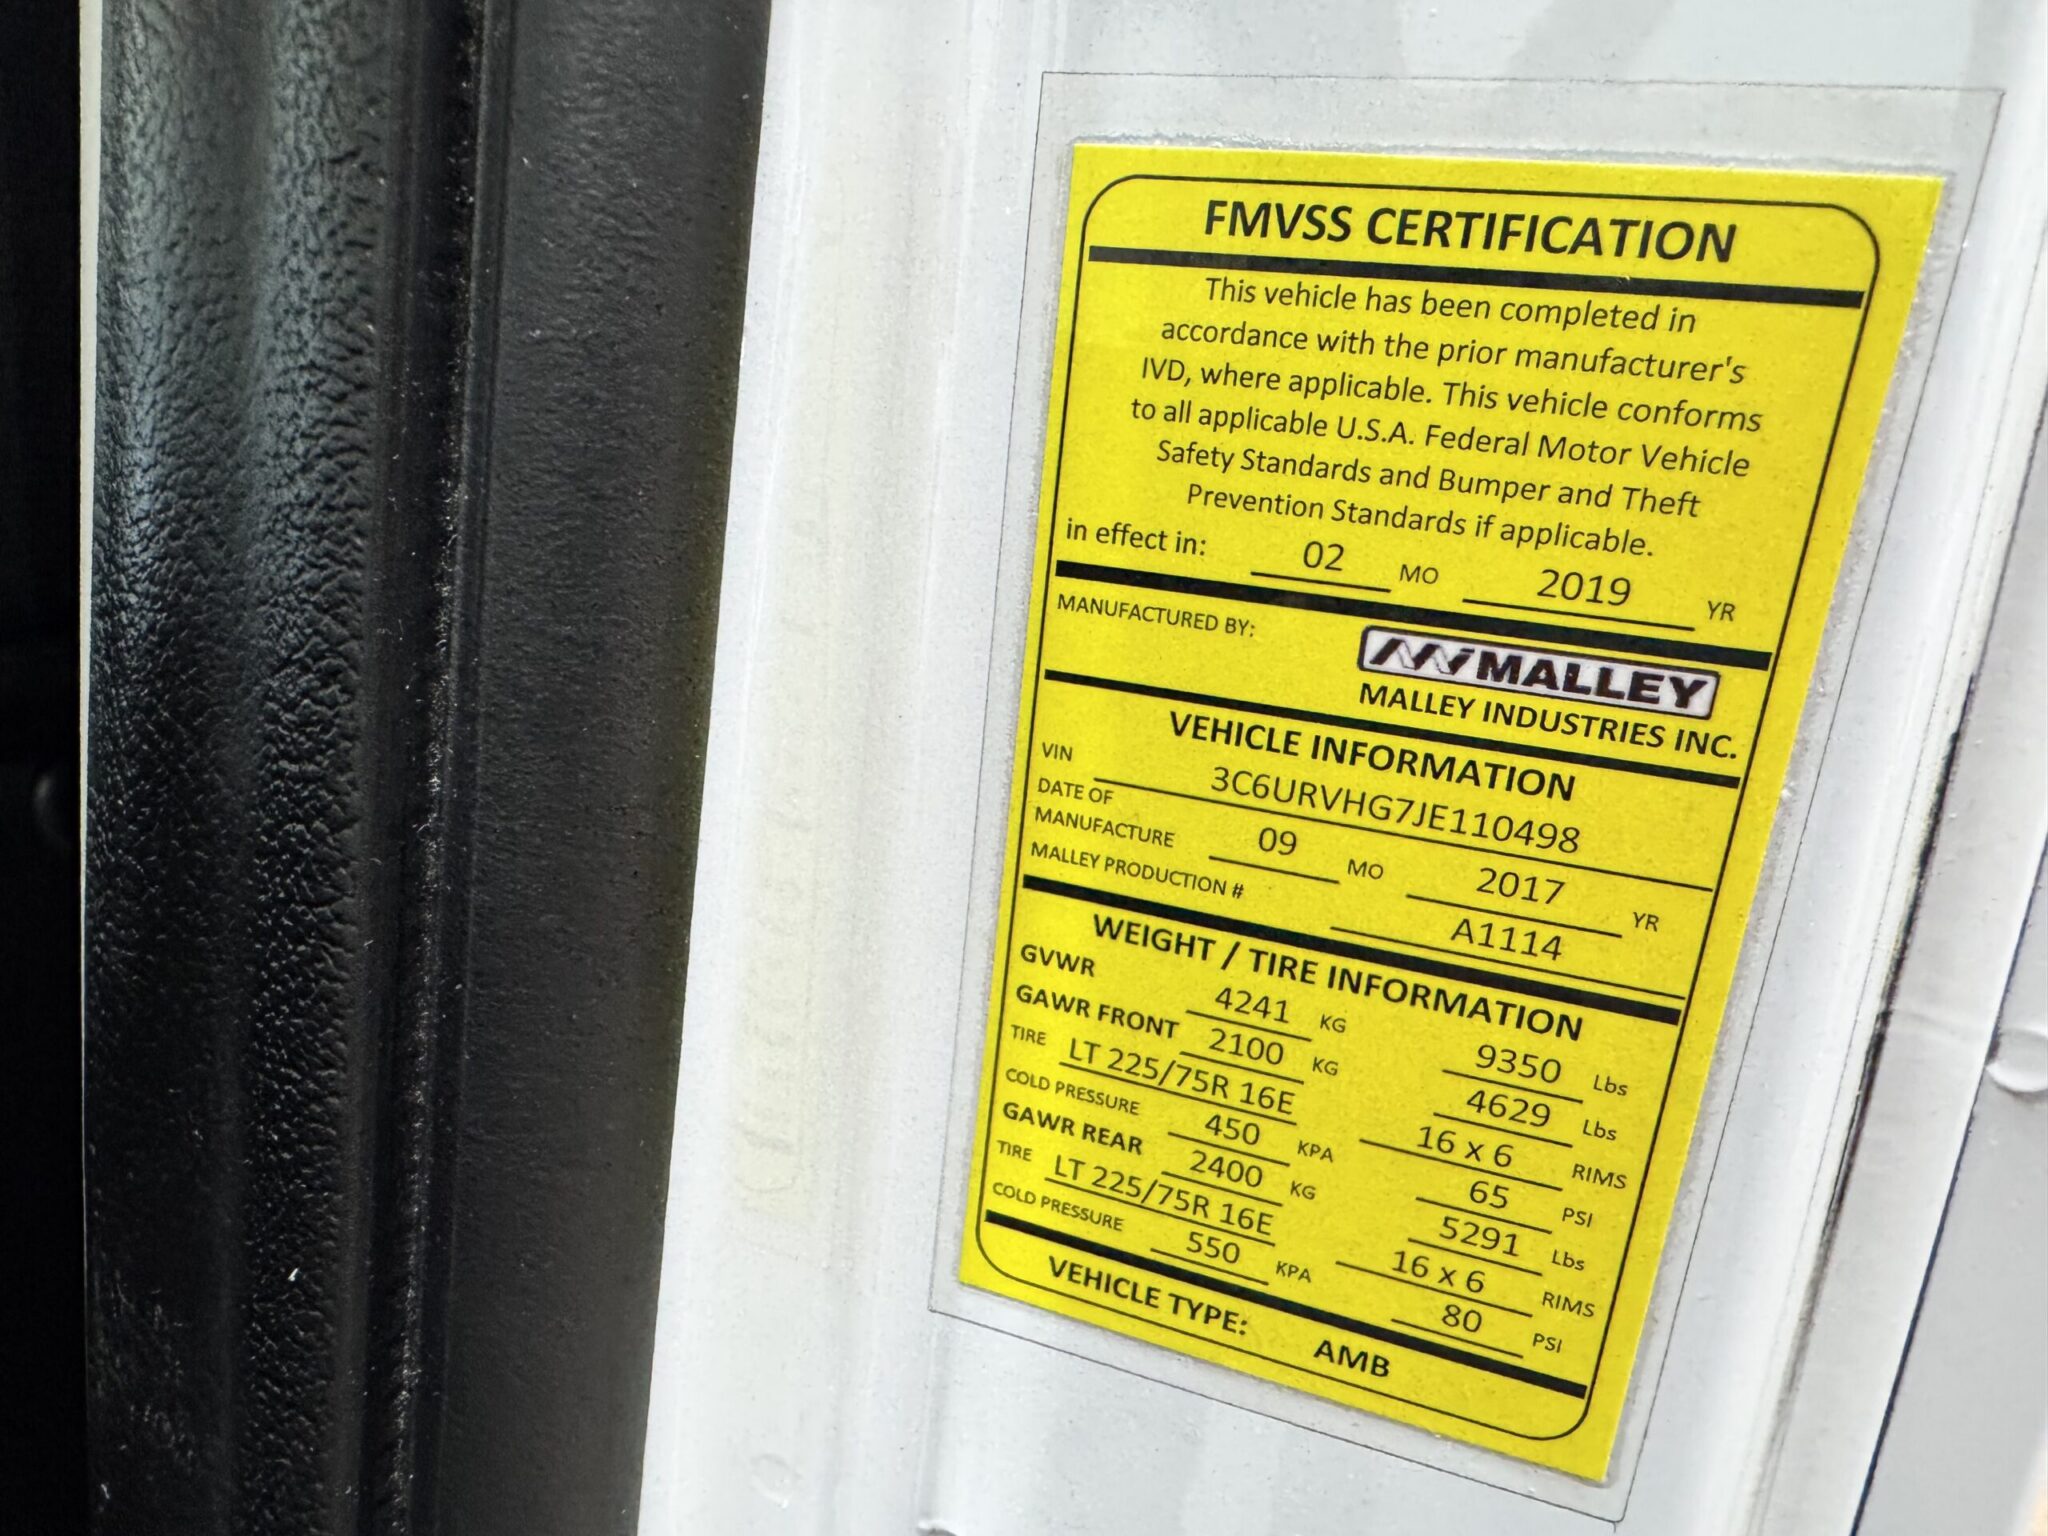 FMVSS CERTIFICATION
This vehicle has been completed in
accordance with the prior manufacturer's
IVD, where applicable. This vehicle conforms
to all applicable U.S.A. Federal Motor Vehicle
Safety Standards and Bumper and Theft
Prevention Standards if applicable.
in effect in: 02 MO 2019 YR
MANUFACTURED BY: MALLEY
MALLEY INDUSTRIES INC.
VEHICLE INFORMATION
VIN 3C6URVHG7JE110498
DATE OF
MANUFACTURE 09 MO 2017 YR
MALLEY PRODUCTION # A1114
WEIGHT / TIRE INFORMATION
GVWR 4241 KG 9350 Lbs
GAWR FRONT 2100 KG 4629 Lbs
TIRE LT 225/75R 16E 16 x 6 RIMS
COLD PRESSURE 450 KPA 65 PSI
GAWR REAR 2400 KG 5291 Lbs
TIRE LT 225/75R 16E 16 x 6 RIMS
COLD PRESSURE 550 KPA 80 PSI
VEHICLE TYPE: AMB